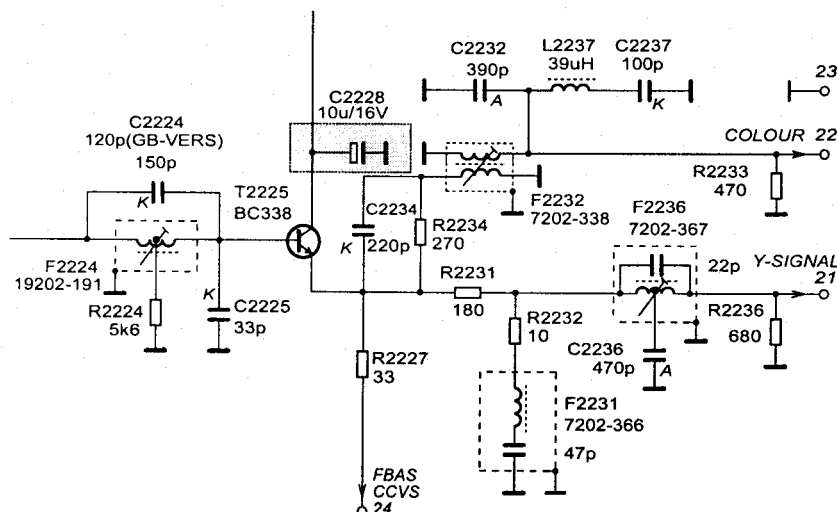 C2232
390p
A
L2237
39uH
C2237
100p
K
23
C2228
10u/16V
C2224
120p(GB-VERS)
150p
K
COLOUR 22
R2233
470
T2225
BC338
C2234
K
220p
R2234
270
F2232
7202-338
F2236
7202-367
22p
Y-SIGNAL
21
F2224
19202-191
R2224
5k6
K
C2225
33p
R2231
180
R2232
10
R2236
680
C2236
470p
A
R2227
33
F2231
7202-366
47p
FBAS
CCVS
24